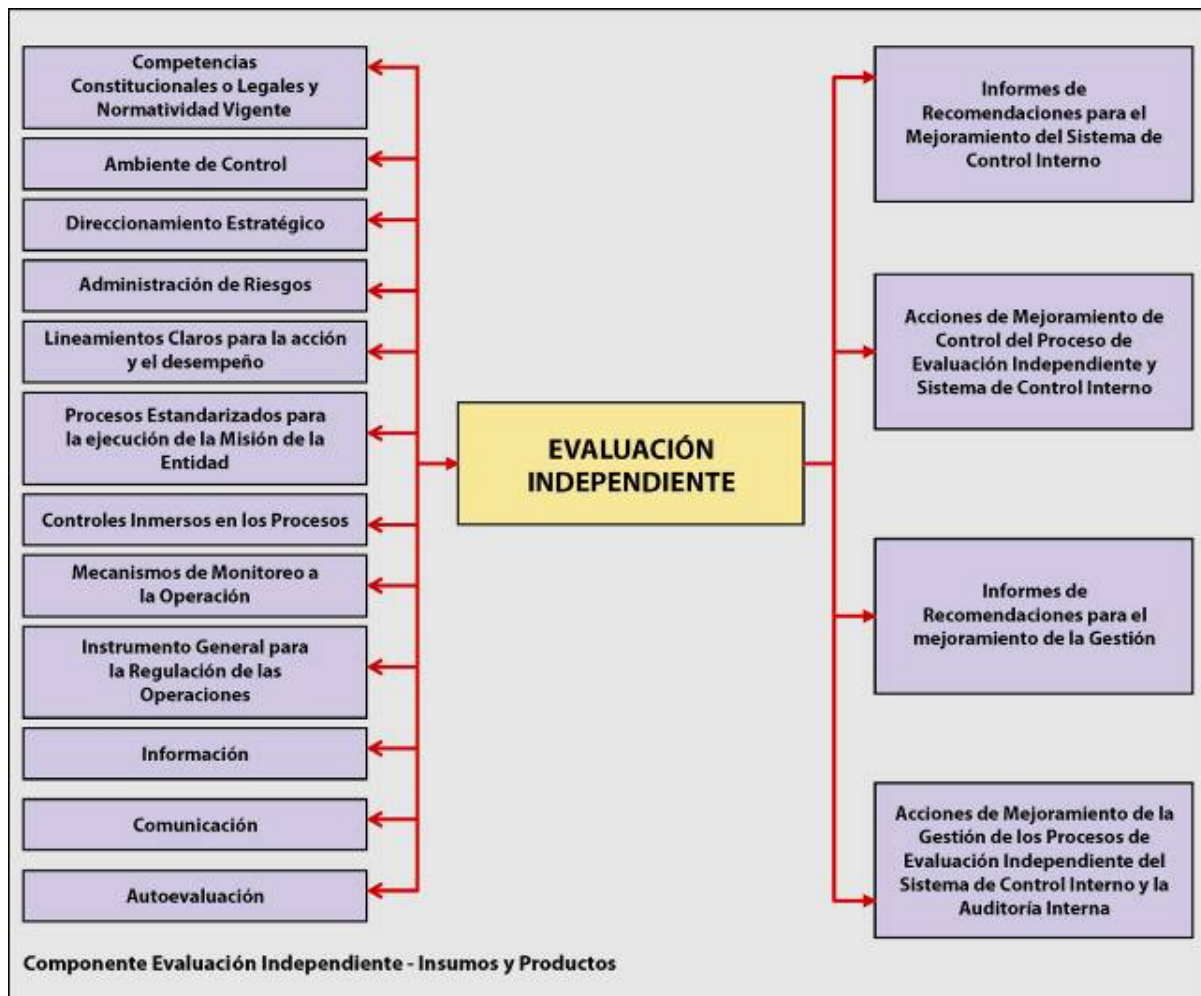 Competencias
Constitucionales o Legales y
Normatividad Vigente
Ambiente de Control
Direccionamiento Estratégico
Administración de Riesgos
Lineamientos Claros para la acción
y el desempeño
Procesos Estandarizados para
la ejecución de la Misión de la
Entidad
Controles Inmersos en los Procesos
Mecanismos de Monitoreo a
la Operación
Instrumento General para
la Regulación de las
Operaciones
Información
Comunicación
Autoevaluación
EVALUACIÓN
INDEPENDIENTE
Informes de
Recomendaciones para el
Mejoramiento del Sistema de
Control Interno
Acciones de Mejoramiento de
Control del Proceso de
Evaluación Independiente y
Sistema de Control Interno
Informes de
Recomendaciones para el
mejoramiento de la Gestión
Acciones de Mejoramiento de la
Gestión de los Procesos de
Evaluación Independiente del
Sistema de Control Interno y la
Auditoría Interna
Componente Evaluación Independiente - Insumos y Productos